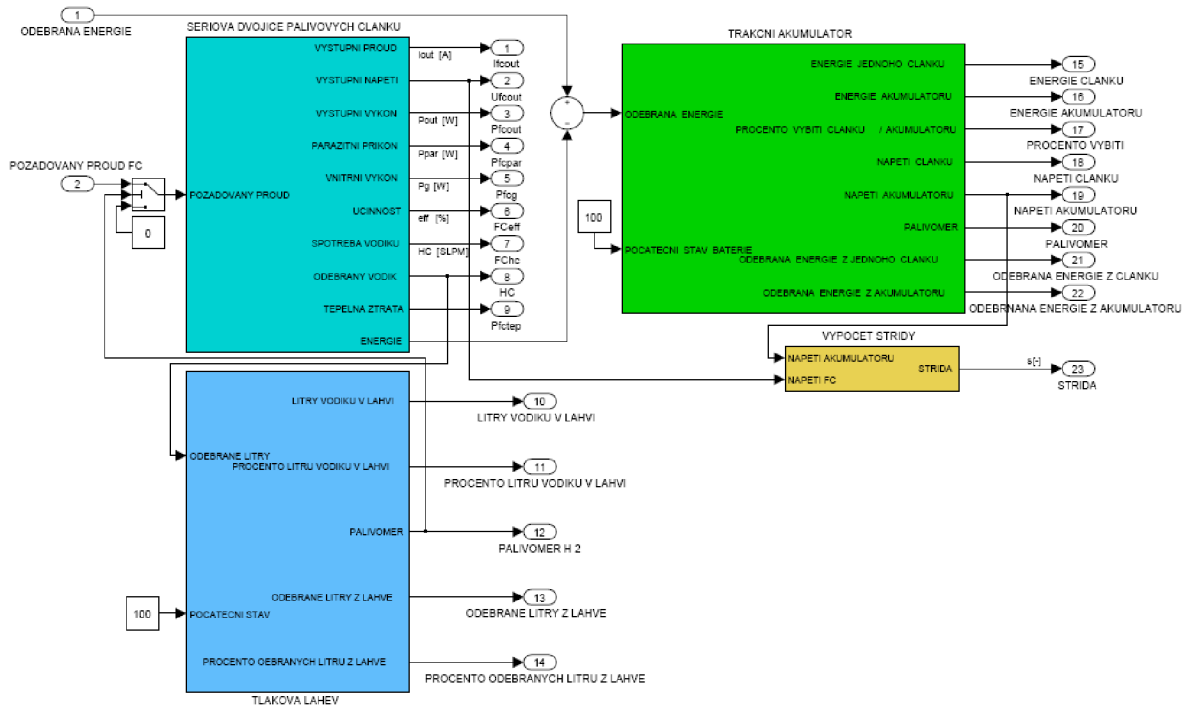 1
ODEBRANA ENERGIE
SERIOVA DVOJICE PALIVOVYCH CLANKU
VYSTUPNI PROUD
VYSTUPNI NAPETI
VYSTUPNI VYKON
PARAZITNI PRIKON
VNITRNI VYKON
UCINNOST
SPOTREBA VODIKU
ODEBRANY VODIK
TEPELNA ZTRATA
ENERGIE
POZADOVANY PROUD
POZADOVANY PROUD FC
2
0
Iout [A]
Pout [W]
Ppar [W]
Pg [W]
eff [%]
HC [SLPM]
1
Ifcout
2
Ufcout
3
Pfcout
4
Pfcpar
5
Pfcg
6
FCeff
7
FChc
8
HC
9
Pfctep
+
-
TRAKCNI AKUMULATOR
ODEBRANA ENERGIE
100
POCATECNI STAV BATERIE
ENERGIE JEDNOHO CLANKU
ENERGIE AKUMULATORU
PROCENTO VYBITI CLANKU / AKUMULATORU
NAPETI CLANKU
NAPETI AKUMULATORU
PALIVOMER
ODEBRANA ENERGIE Z JEDNOHO CLANKU
ODEBRANA ENERGIE Z AKUMULATORU
15
ENERGIE CLANKU
16
ENERGIE AKUMULATORU
17
PROCENTO VYBITI
18
NAPETI CLANKU
19
NAPETI AKUMULATORU
20
PALIVOMER
21
ODEBRANA ENERGIE Z CLANKU
22
ODEBRNANA ENERGIE Z AKUMULATORU
VYPOCET STRIDY
NAPETI AKUMULATORU
NAPETI FC
STRIDA
s[-]
23
STRIDA
LITRY VODIKU V LAHVI
ODEBRANE LITRY
PROCENTO LITRU VODIKU V LAHVI
PALIVOMER
ODEBRANE LITRY Z LAHVE
100
POCATECNI STAV
PROCENTO OEBRANYCH LITRU Z LAHVE
TLAKOVA LAHEV
10
LITRY VODIKU V LAHVI
11
PROCENTO LITRU VODIKU V LAHVI
12
PALIVOMER H 2
13
ODEBRANE LITRY Z LAHVE
14
PROCENTO ODEBRANYCH LITRU Z LAHVE